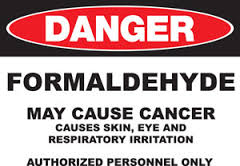 DANGER
FORMALDEHYDE
MAY CAUSE CANCER
CAUSES SKIN, EYE AND
RESPIRATORY IRRITATION
AUTHORIZED PERSONNEL ONLY